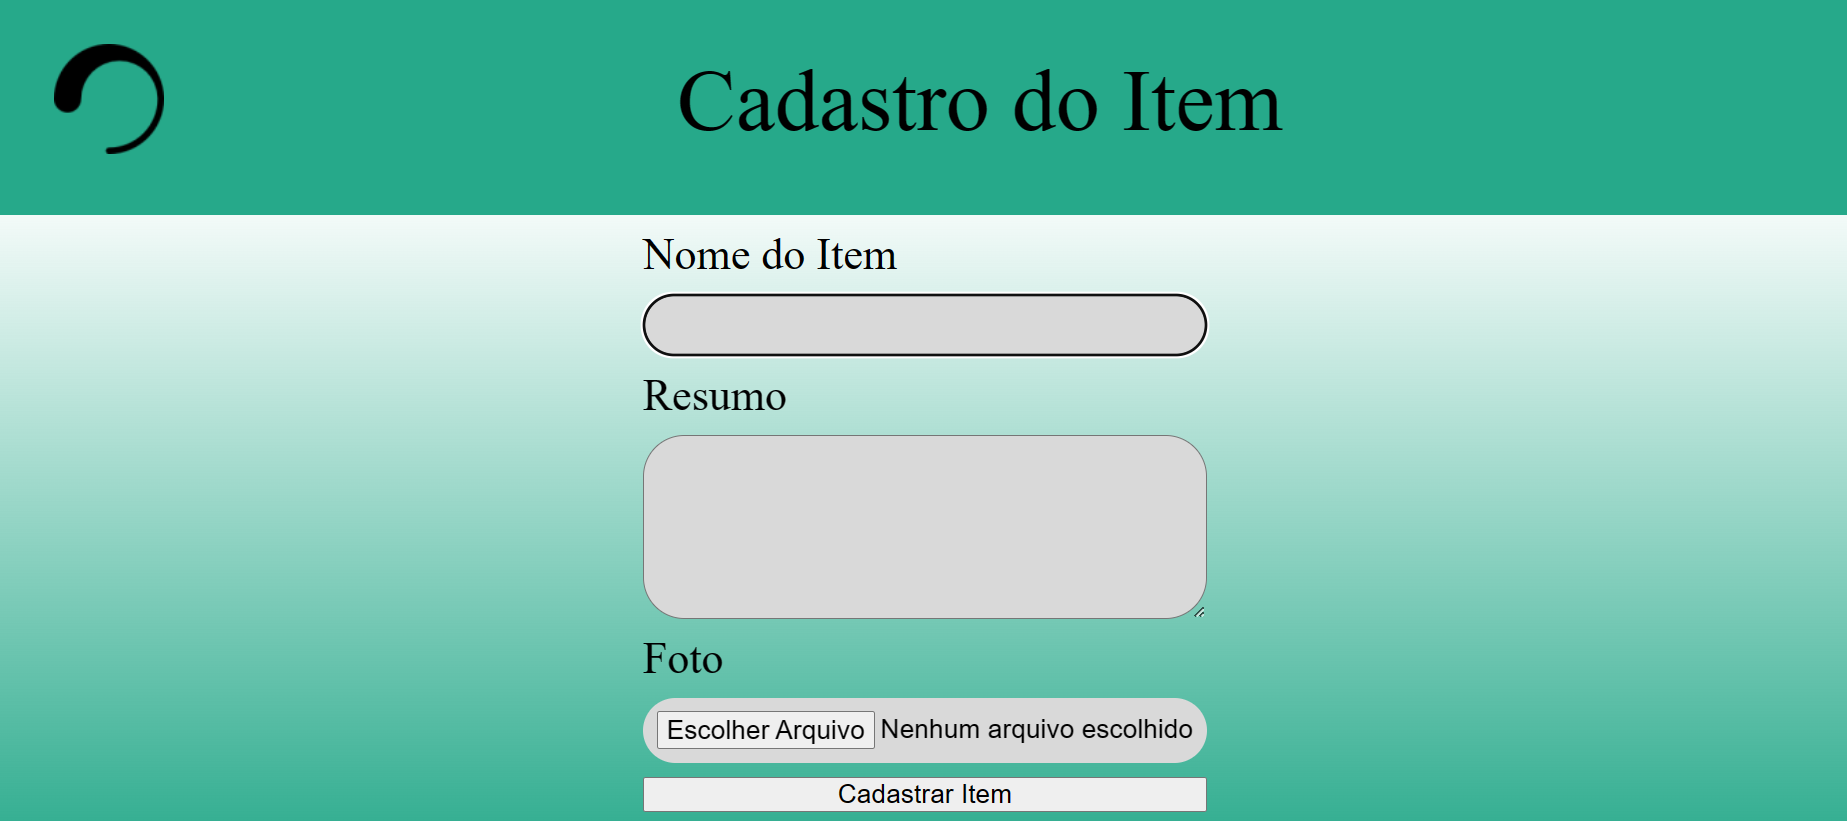 Cadastro do Item
Nome do Item
Resumo
Foto
Escolher Arquivo Nenhum arquivo escolhido
Cadastrar Item